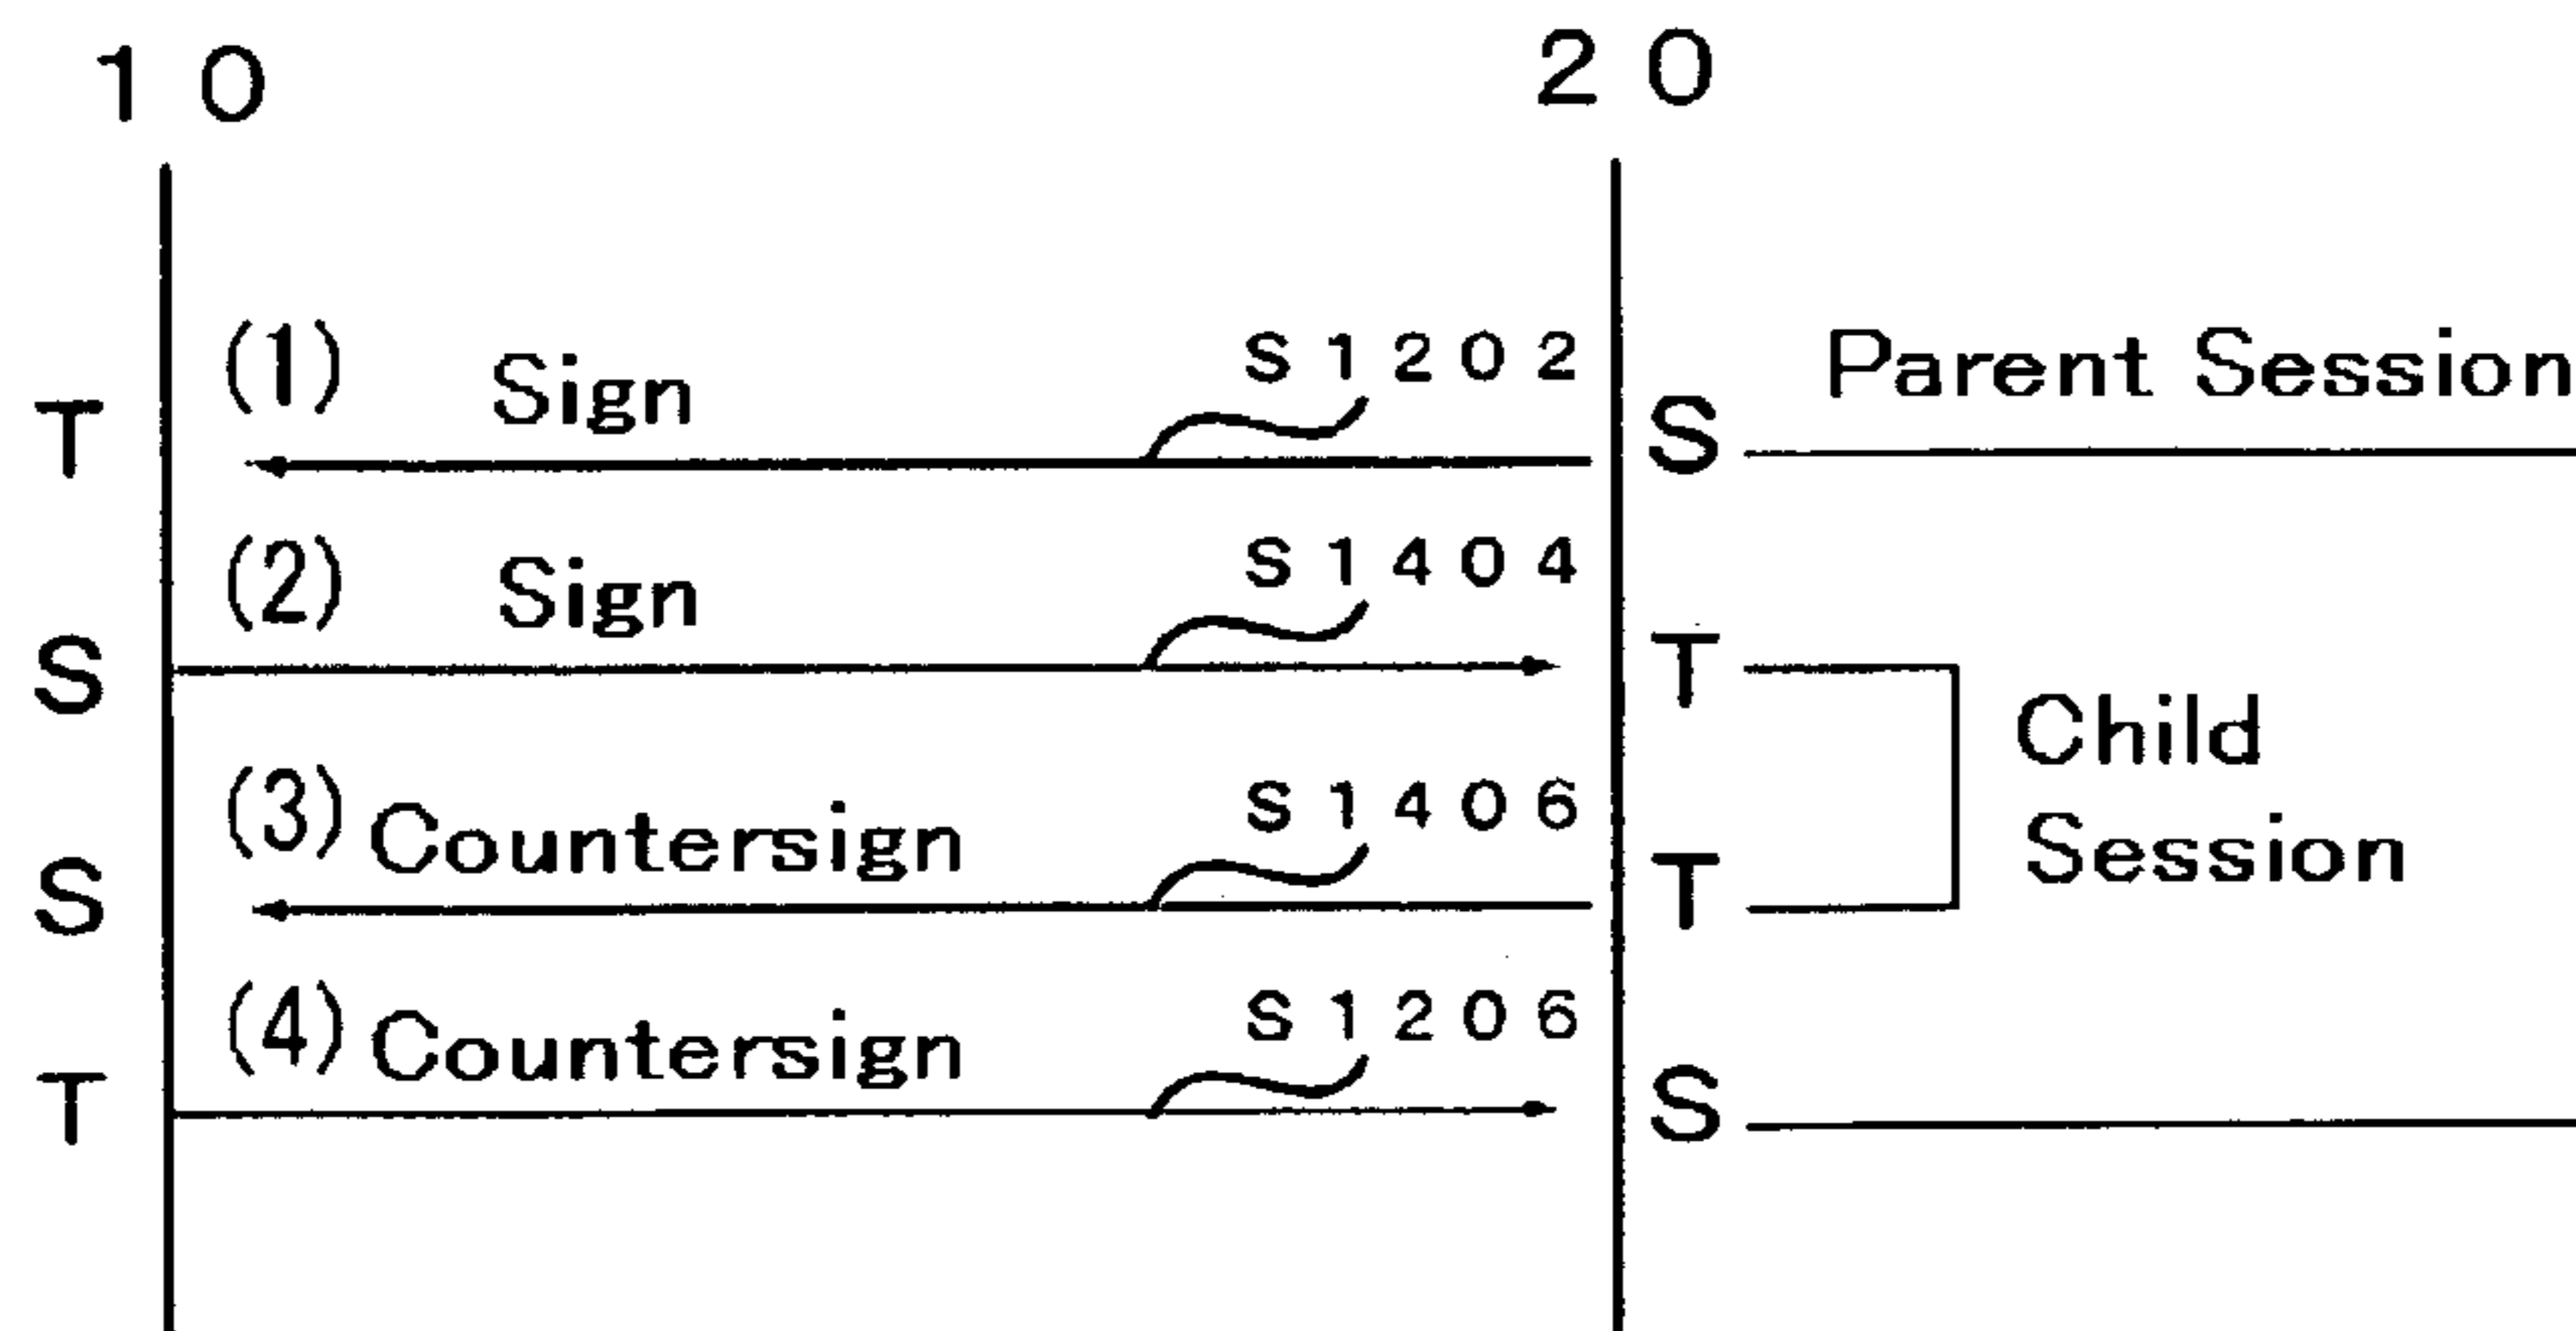 10 20
(1) Sign S1202 Parent Session
T S
(2) Sign S1404
S T
Child
(3) Countersign S1406 Session
S T
(4) Countersign S1206
T S